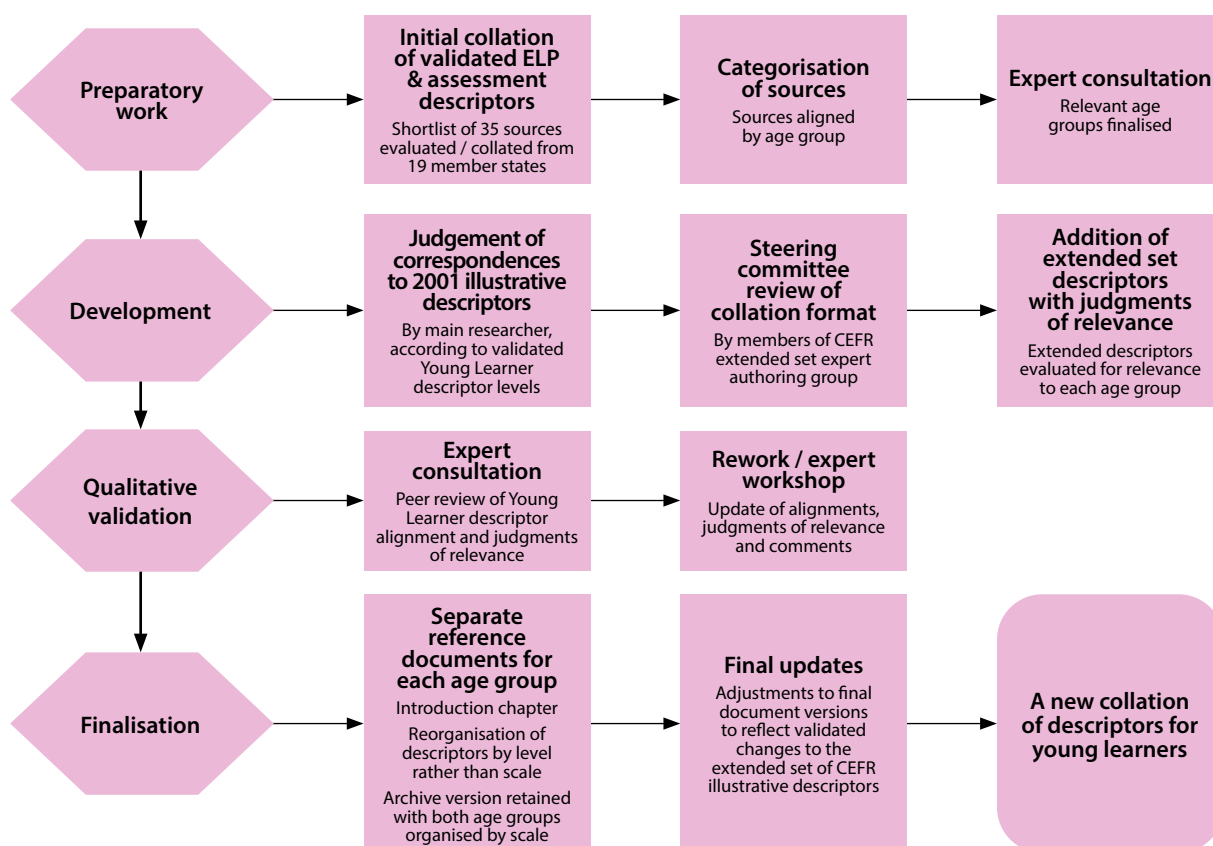 Preparatory
work
Initial collation
of validated ELP
& assessment
descriptors
Shortlist of 35 sources
evaluated / collated from
19 member states
Categorisation
of sources
Sources aligned
by age group
Expert consultation
Relevant age
groups finalised
Development
Judgement of
correspondences
to 2001 illustrative
descriptors
By main researcher,
according to validated
Young Learner
descriptor levels
Steering
committee
review of
collation format
By members of CEFR
extended set expert
authoring group
Addition of
extended set
descriptors
with judgments
of relevance
Extended descriptors
evaluated for relevance
to each age group
Qualitative
validation
Expert
consultation
Peer review of Young
Learner descriptor
alignment and judgments
of relevance
Rework / expert
workshop
Update of alignments,
judgments of relevance
and comments
Finalisation
Separate
reference
documents for
each age group
Introduction chapter
Reorganisation of
descriptors by level
rather than scale
Archive version retained
with both age groups
organised by scale
Final updates
Adjustments to final
document versions
to reflect validated
changes to the
extended set of CEFR
illustrative descriptors
A new collation
of descriptors for
young learners